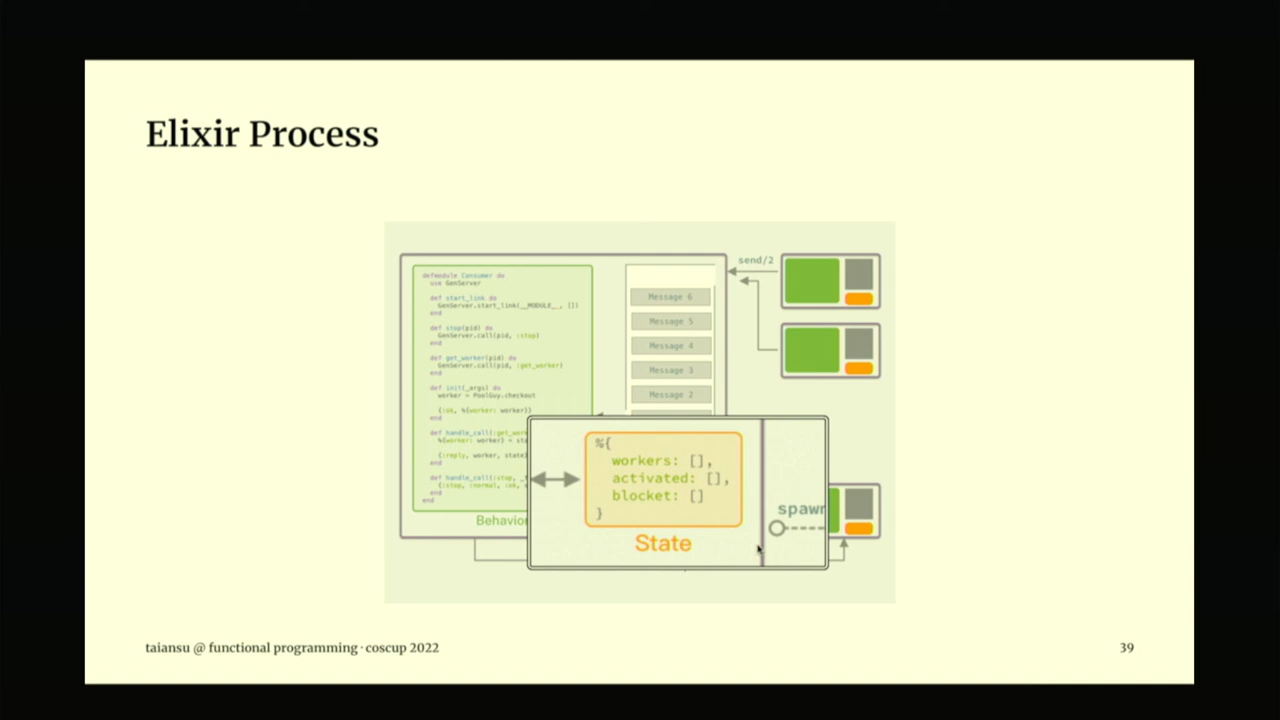 Elixir Process
defmodule Consumer do
use GenServer
def start_link do
GenServer.start_link(__MODULE__, [])
end
def stop(pid) do
GenServer.call(pid, :stop)
end
def get_worker(pid) do
GenServer.call(pid, :get_worker)
end
def init(_args) do
worker = PoolGuy.checkout
{:ok, %{worker: worker}}
end
def handle_call(:get_wor
%{worker: worker} = sta
{:reply, worker, state}
end
def handle_call(:stop, _
{:stop, :normal, :ok,
end
end
Behavior
Message 6
Message 5
Message 4
Message 3
Message 2
send/2
%{
workers: [],
activated: [],
blocket: []
}
State
spawn
taiansu @ functional programming · coscup 2022
39